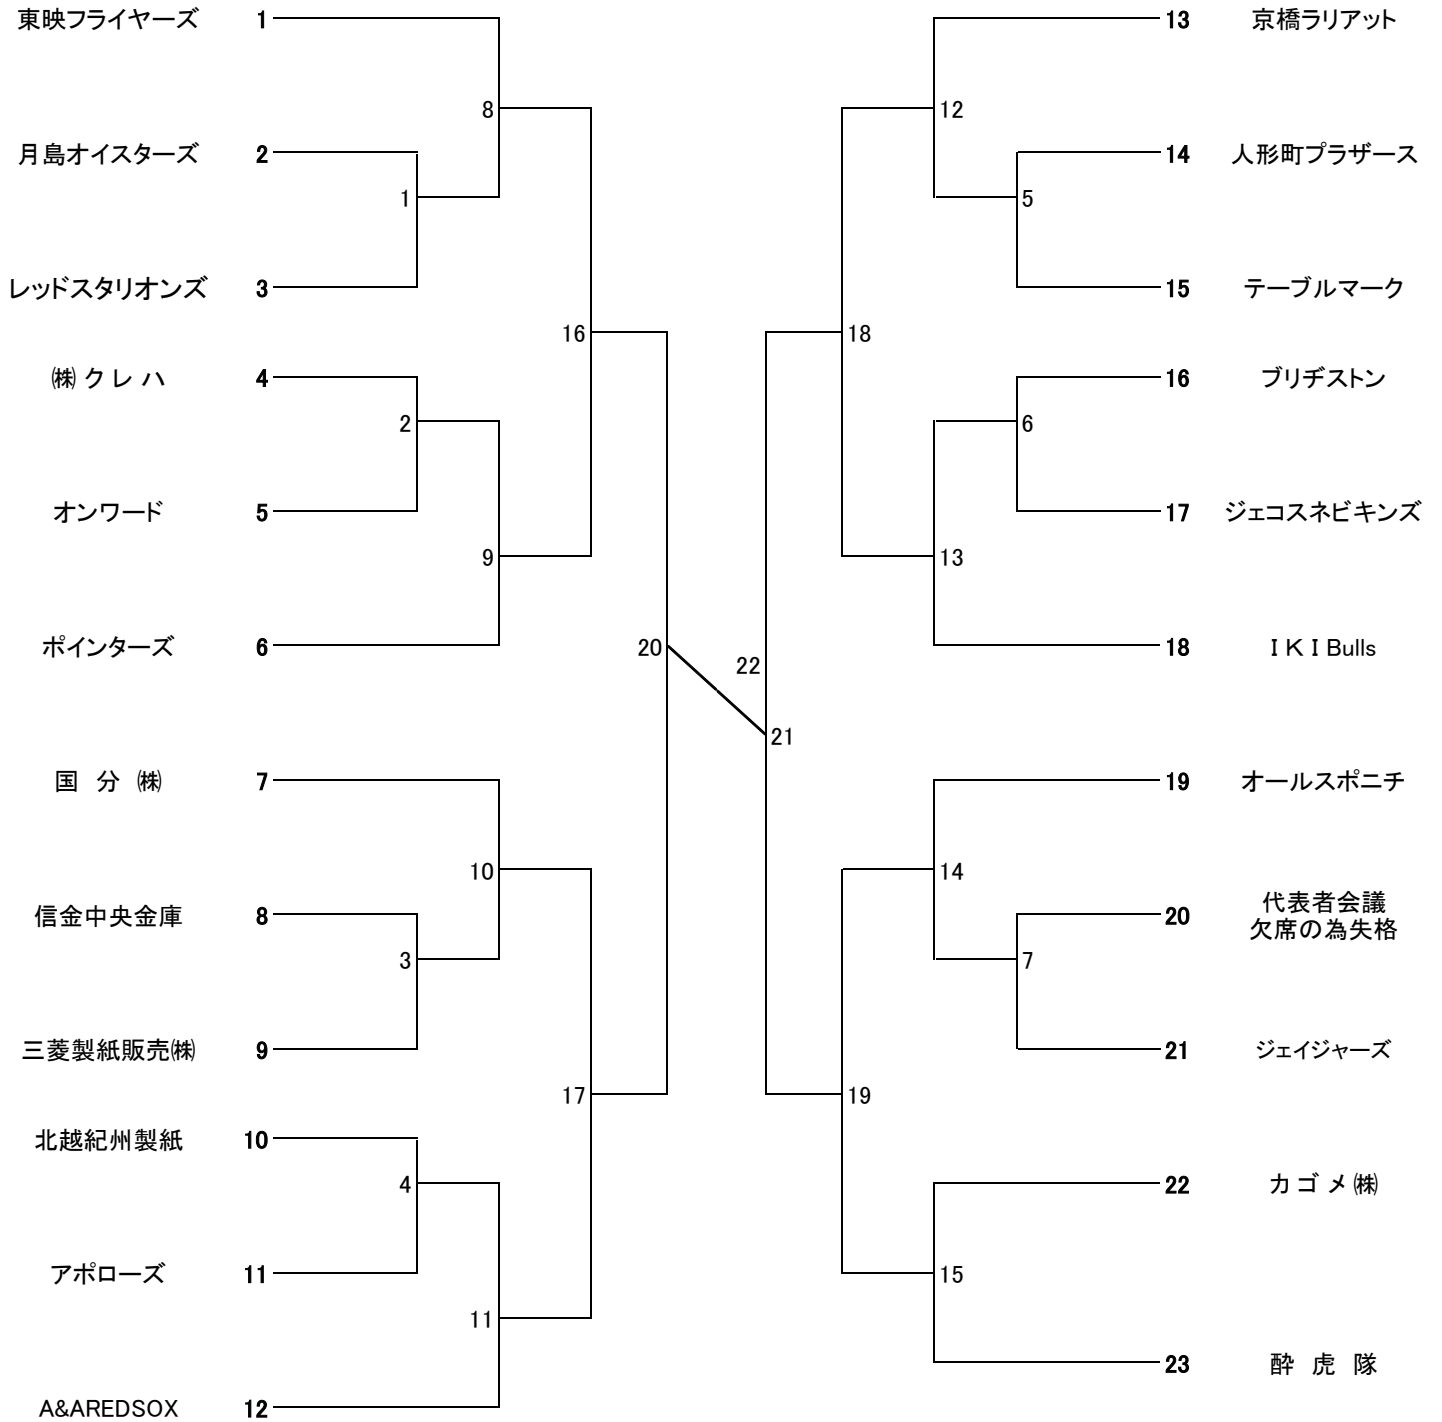 東映フライヤーズ 1
8
月島オイスターズ 2
1
レッドスタリオンズ 3
16
㈱ ク レ ハ 4
2
オンワード 5
9
ポインターズ 6
20
国 分 ㈱ 7
10
信金中央金庫 8
3
三菱製紙販売㈱ 9
17
北越紀州製紙 10
4
アポローズ 11
11
A&AREDSOX 12
22
21
13 京橋ラリアット
12
14 人形町プラザース
5
15 テーブルマーク
18
16 ブリヂストン
6
17 ジェコスネビキンズ
13
18 I K I Bulls
19 オールスポニチ
14
20 代表者会議
欠席の為失格
7
21 ジェイジャーズ
19
22 カ ゴ メ ㈱
15
23 酔 虎 隊